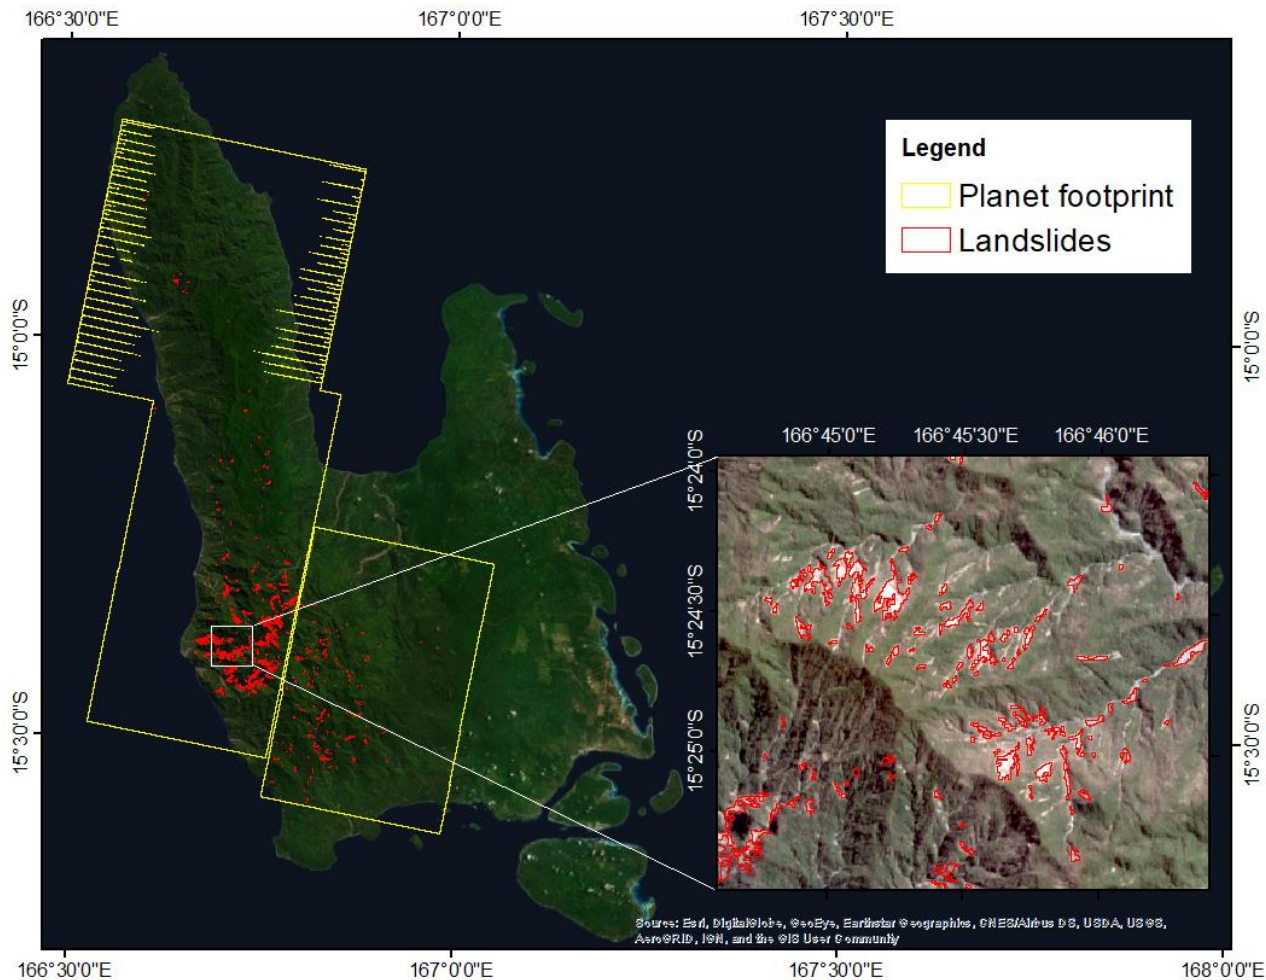 166°30'0"E 167°0'0"E 167°30'0"E
Legend
Planet footprint
Landslides
15°0'0"S
15°0'0"S
166°45'0"E 166°45'30"E 166°46'0"E
15°24'0"S
15°24'30"S
15°25'0"S
15°30'0"S
15°30'0"S
Source: Esri, DigitalGlobe, GeoEye, Earthstar Geographics, CNES/Airbus DS, USDA, USGS,
AeroGRID, IGN, and the GIS User Community
166°30'0"E 167°0'0"E 167°30'0"E 168°0'0"E